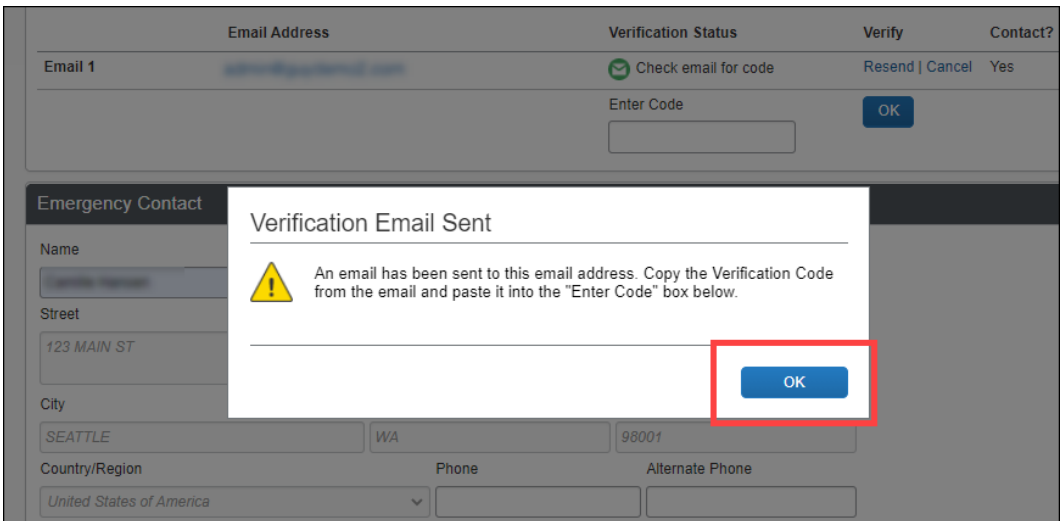 Email Address Verification Status Verify Contact?
Email 1 Check email for code Resend | Cancel Yes
Enter Code
OK
Emergency Contact
Verification Email Sent
Name
An email has been sent to this email address. Copy the Verification Code
from the email and paste it into the "Enter Code" box below.
Street
123 MAIN ST
OK
City
SEATTLE WA 98001
Country/Region Phone Alternate Phone
United States of America